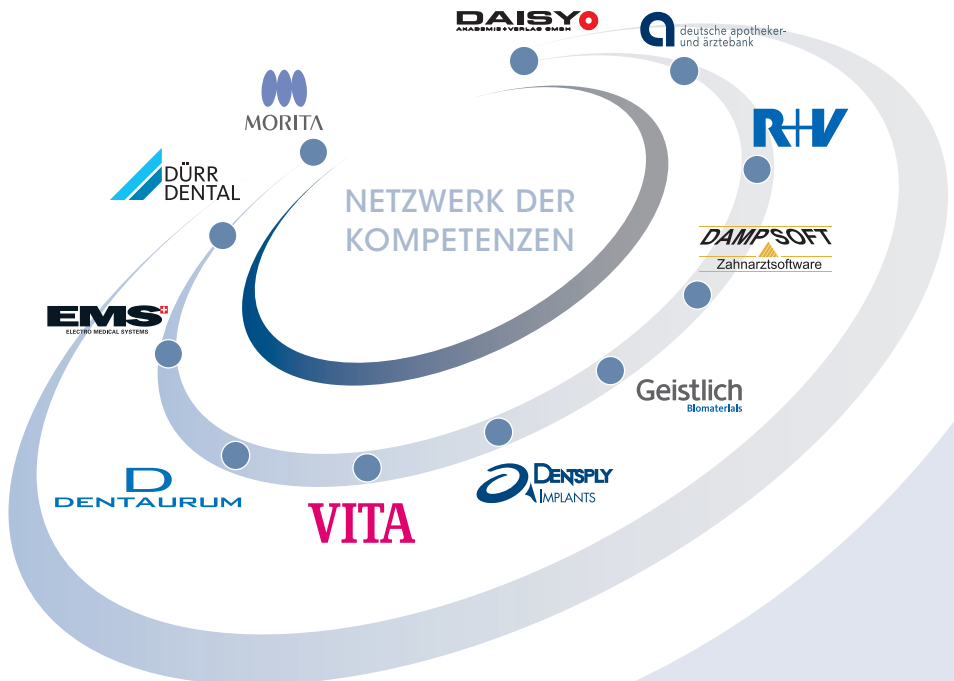 DAISY
AKADEMIE+VERLAG GMBH
deutsche apotheker-
und ärztebank
MORITA
R+V
DÜRR
DENTAL
NETZWERK DER
KOMPETENZEN
DAMPSOFT
Zahnarztsoftware
EMS
ELECTRO MEDICAL SYSTEMS
Geistlich
Biomaterials
D
DENTAURUM
DENTSPLY
IMPLANTS
VITA